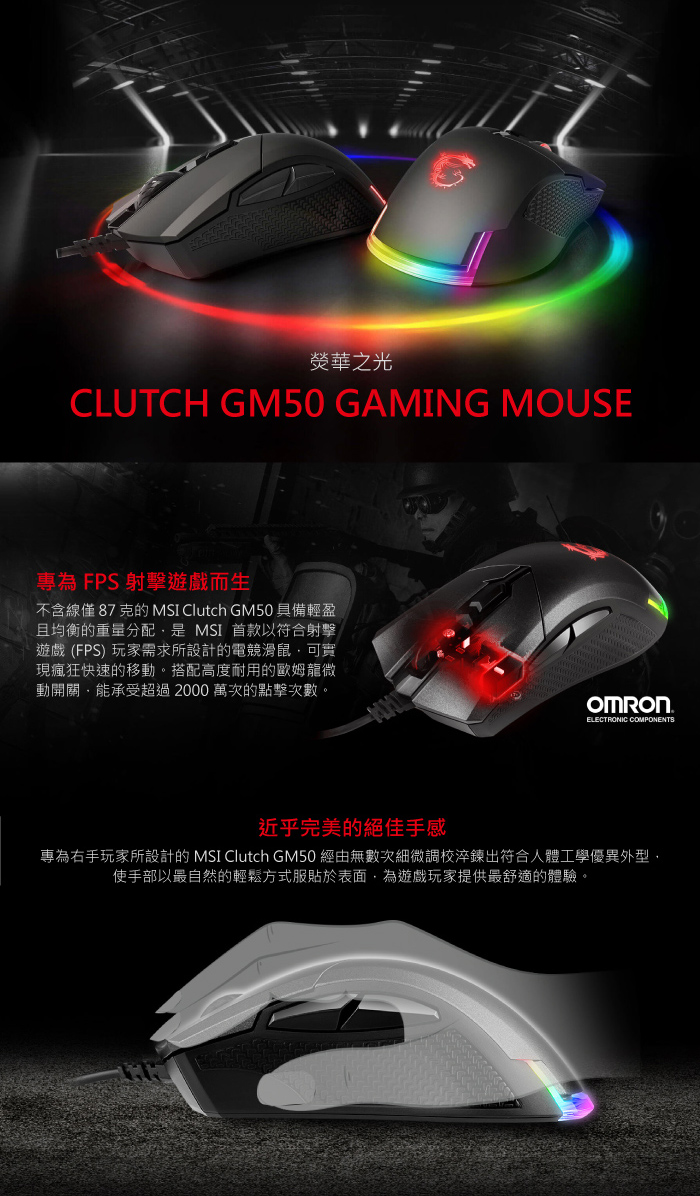 熒華之光
CLUTCH GM50 GAMING MOUSE
專為 FPS 射擊遊戲而生
不含線僅 87 克的 MSI Clutch GM50 具備輕盈
且均衡的重量分配，是 MSI 首款以符合射擊
遊戲 (FPS) 玩家需求所設計的電競滑鼠，可實
現瘋狂快速的移動。搭配高度耐用的歐姆龍微
動開關，能承受超過 2000 萬次的點擊次數。
OMRON
ELECTRONIC COMPONENTS
近乎完美的絕佳手感
專為右手玩家所設計的 MSI Clutch GM50 經由無數次細微調校淬鍊出符合人體工學優異外型，
使手部以最自然的輕鬆方式服貼於表面，為遊戲玩家提供最舒適的體驗。